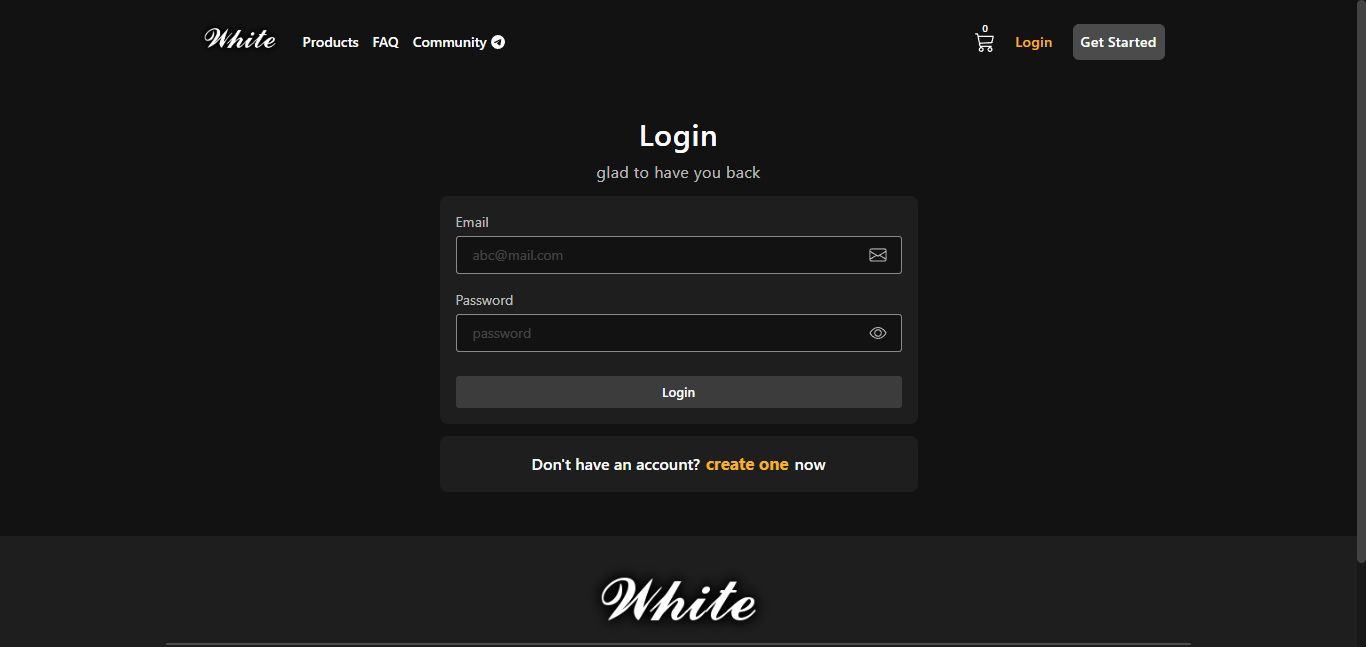 White Products FAQ Community 0 Login Get Started
Login
glad to have you back
Email
abc@mail.com
Password
password
Login
Don't have an account? create one now
White